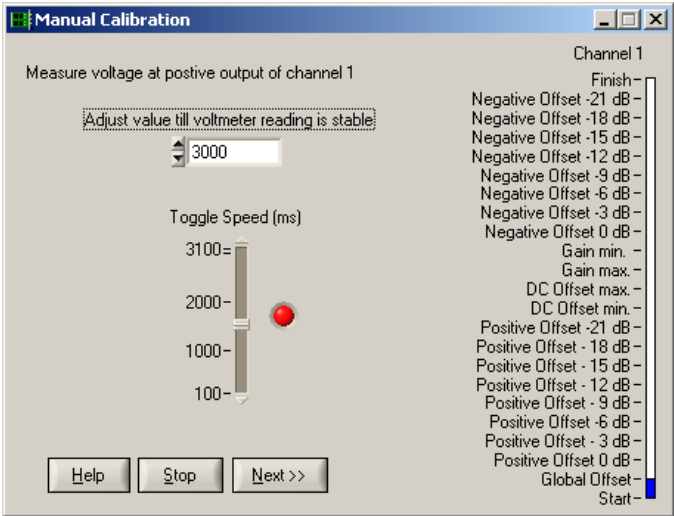 Manual Calibration
Measure voltage at postive output of channel 1
Adjust value till voltmeter reading is stable
3000
Toggle Speed (ms)
3100=
2000-
1000-
100-
Help
Stop
Next >>
Channel 1
Finish-
Negative Offset -21 dB-
Negative Offset -18 dB-
Negative Offset -15 dB-
Negative Offset -12 dB-
Negative Offset -9 dB-
Negative Offset -6 dB-
Negative Offset -3 dB-
Negative Offset 0 dB-
Gain min. -
Gain max.-
DC Offset max.-
DC Offset min.-
Positive Offset -21 dB-
Positive Offset - 18 dB-
Positive Offset - 15 dB-
Positive Offset - 12 dB-
Positive Offset - 9 dB-
Positive Offset -6 dB-
Positive Offset - 3 dB-
Positive Offset 0 dB-
Global Offset-
Start-